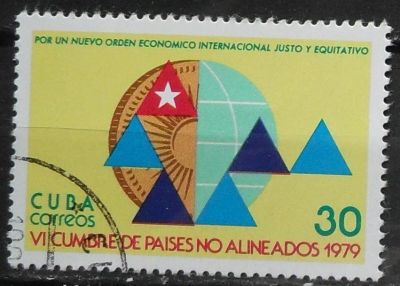 POR UN NUEVO ORDEN ECONOMICO INTERNACIONAL JUSTO Y EQUITATIVO
CUBA
correos
30
VI CUMBRE DE PAISES NO ALINEADOS 1979